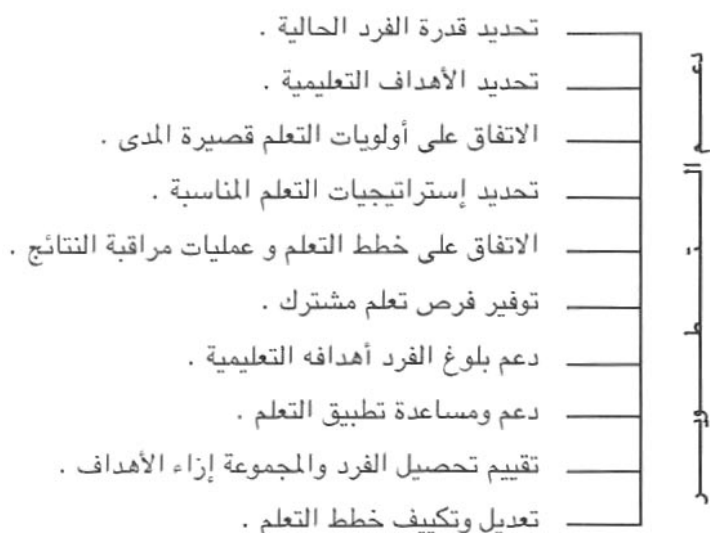 دعم التطور
تحديد قدرة الفرد الحالية .
تحديد الأهداف التعليمية .
الاتفاق على أولويات التعلم قصيرة المدى .
تحديد إستراتيجيات التعلم المناسبة .
الاتفاق على خطط التعلم و عمليات مراقبة النتائج .
توفير فرص تعلم مشترك .
دعم بلوغ الفرد أهدافه التعليمية .
دعم ومساعدة تطبيق التعلم .
تقييم تحصيل الفرد والمجموعة إزاء الأهداف .
تعديل وتكييف خطط التعلم .